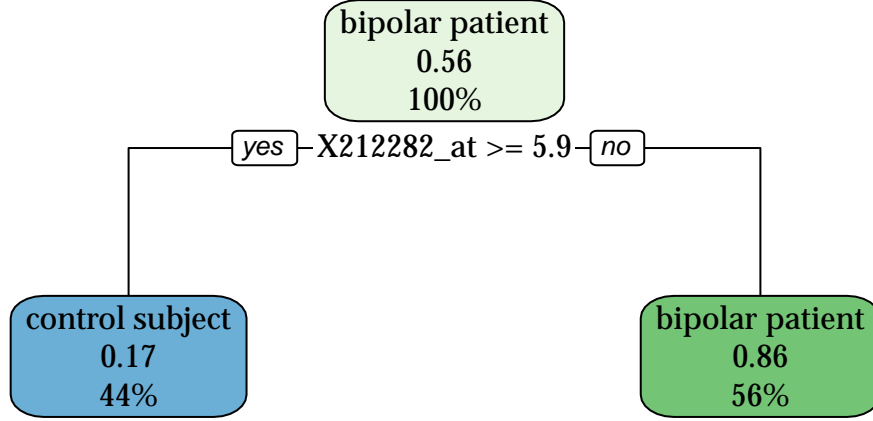 bipolar patient
0.56
100%
yes X212282_at >= 5.9 no
control subject
0.17
44%
bipolar patient
0.86
56%